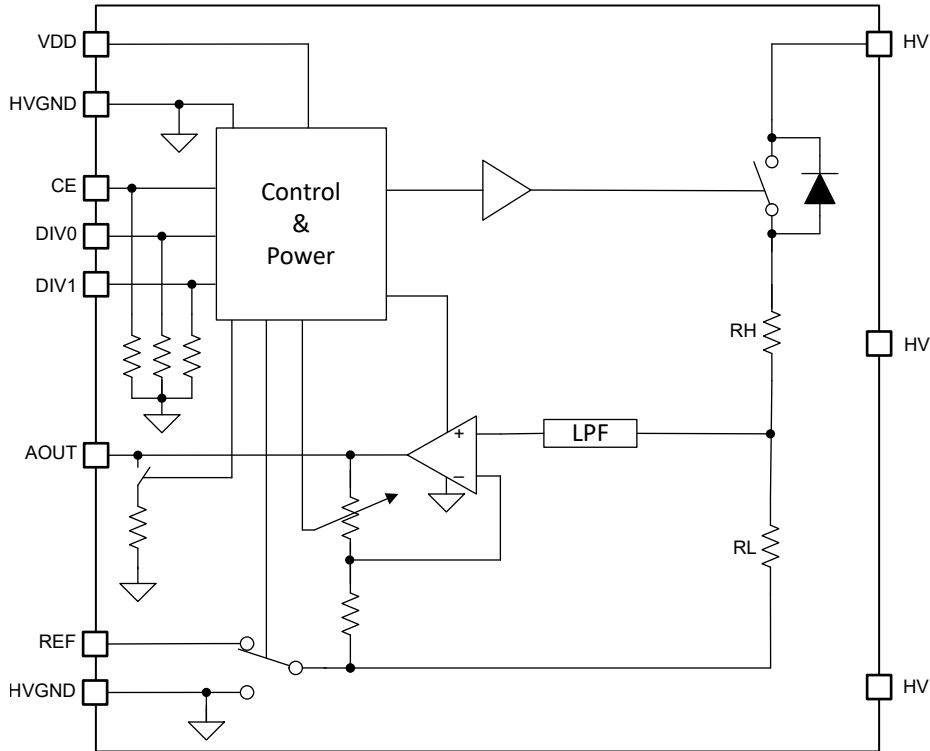 VDD
HV
HVGND
CE
Control
&
Power
DIV0
DIV1
RH
HV
+
LPF
AOUT
−
RL
REF
HVGND
HV